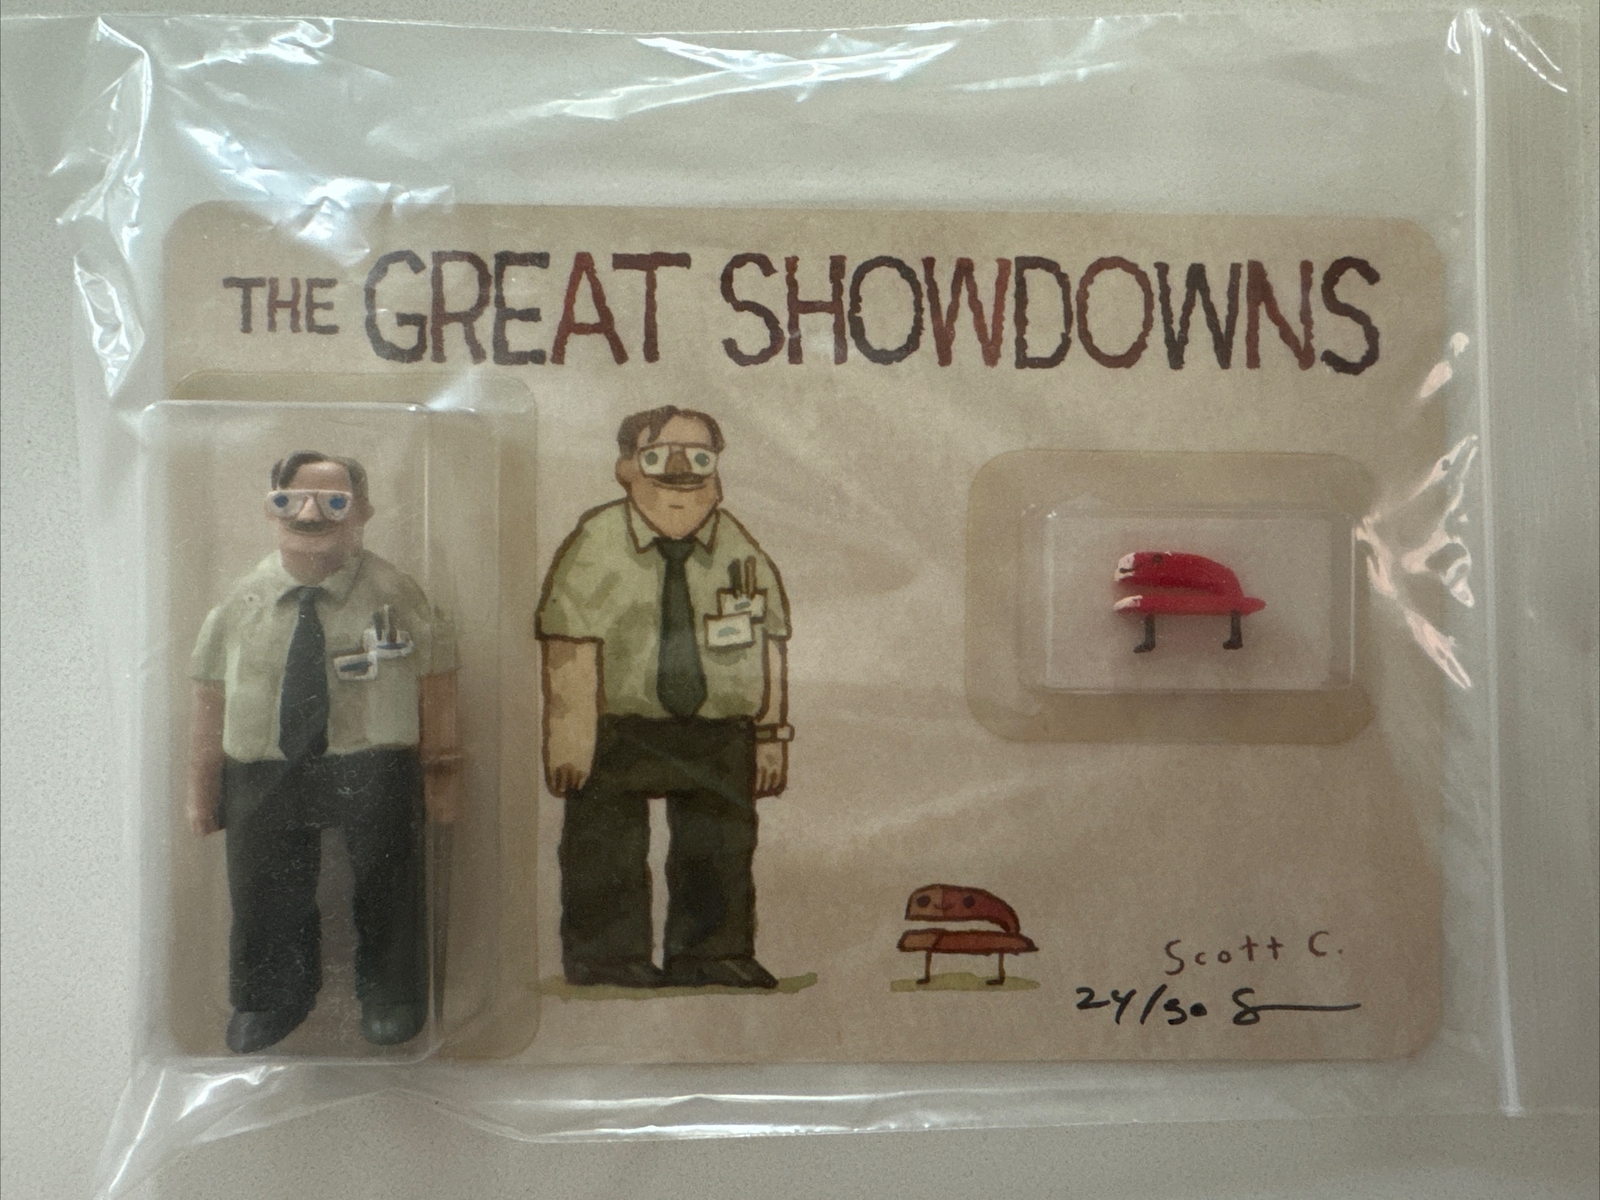 THE GREAT SHOWDOWNS
Scott C.
24/50